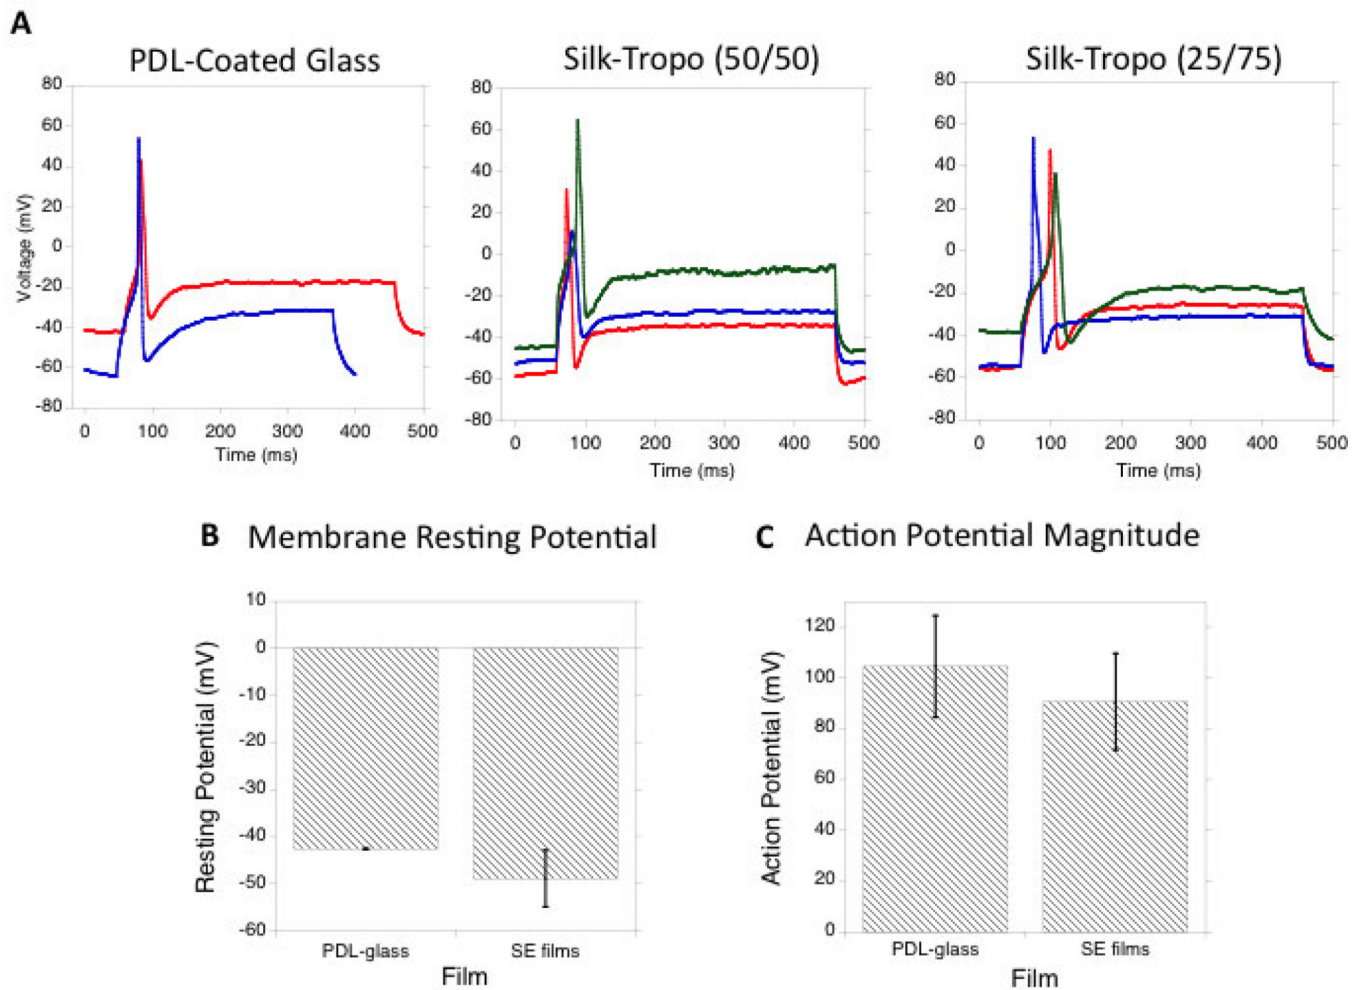 A
PDL-Coated Glass
Silk-Tropo (50/50)
Silk-Tropo (25/75)
80
60
40
20
0
-20
-40
-60
-80
Voltage (mV)
0 100 200 300 400 500
Time (ms)
80
60
40
20
0
-20
-40
-60
-80
0 100 200 300 400 500
Time (ms)
80
60
40
20
0
-20
-40
-60
-80
0 100 200 300 400 500
Time (ms)
B Membrane Resting Potential
10
0
-10
-20
-30
-40
-50
-60
Resting Potential (mV)
PDL-glass SE films
Film
C Action Potential Magnitude
120
100
80
60
40
20
0
Action Potential (mV)
PDL-glass SE films
Film